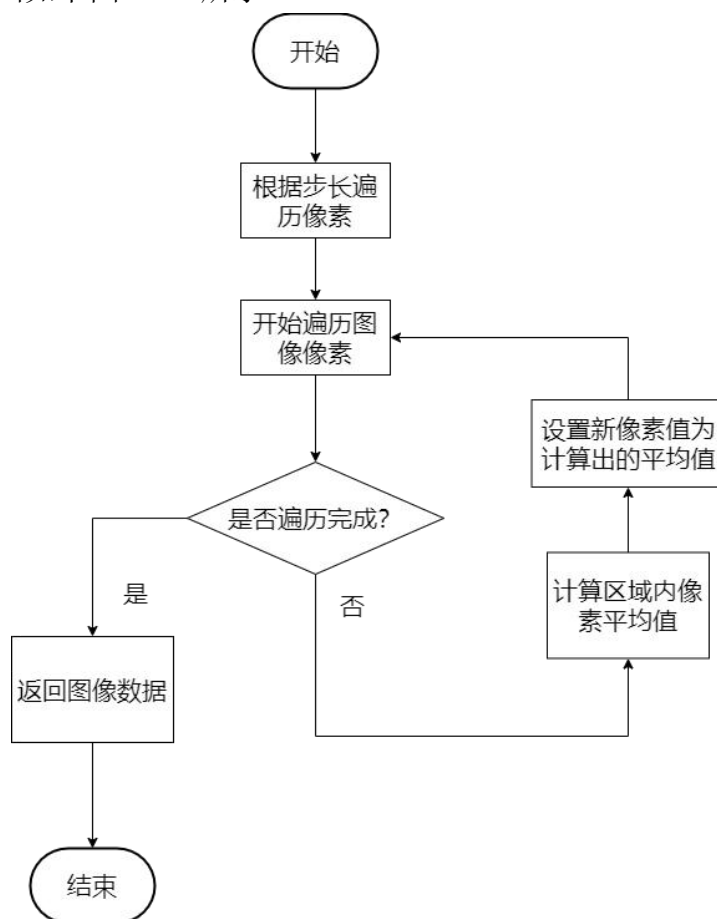 开始
根据步长遍
历像素
开始遍历图
像像素
设置新像素值为
计算出的平均值
是否遍历完成？
计算区域内像
素平均值
是
否
返回图像数据
结束